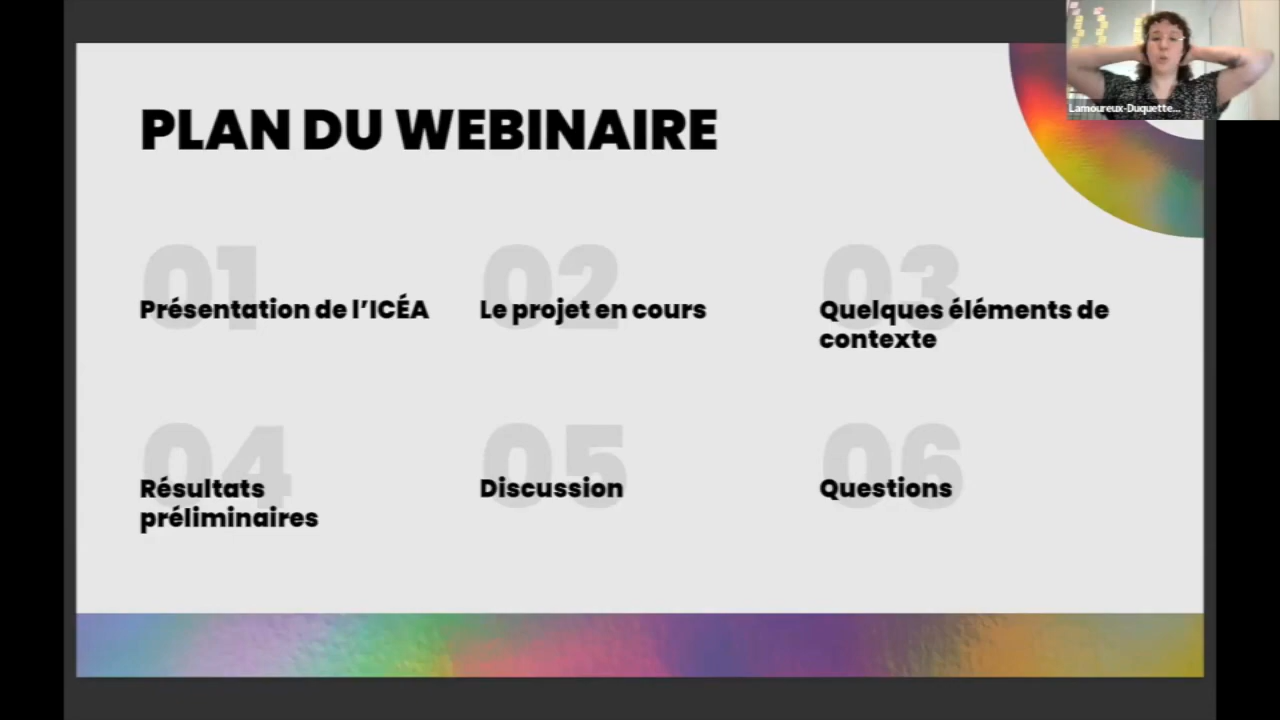 PLAN DU WEBINAIRE
01
Présentation de l’ICÉA
02
Le projet en cours
03
Quelques éléments de
contexte
04
Résultats
préliminaires
05
Discussion
06
Questions
Lamoureux-Duquette...